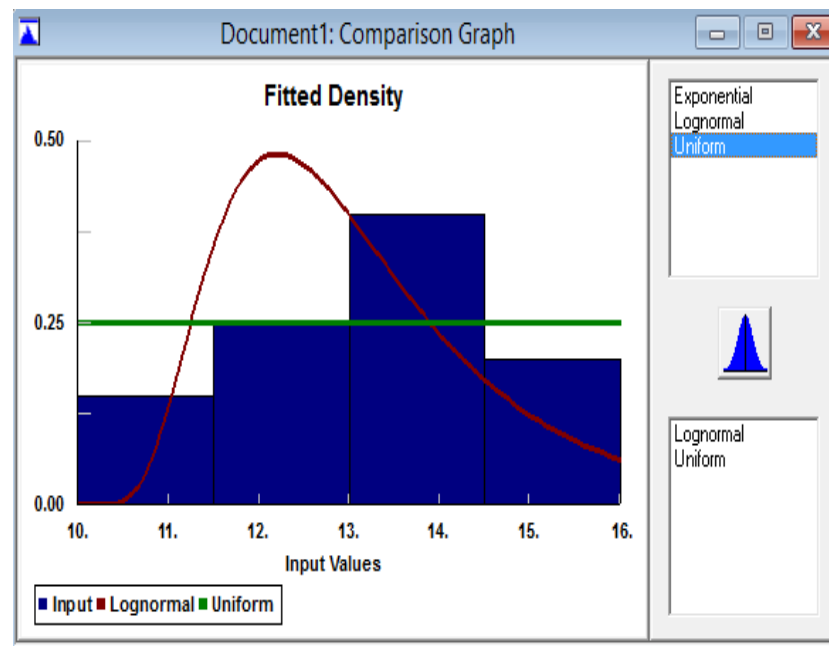 Document1: Comparison Graph
Fitted Density
0.50
0.25
0.00
10. 11. 12. 13. 14. 15. 16.
Input Values
Input Lognormal Uniform
Exponential
Lognormal
Uniform
Lognormal
Uniform